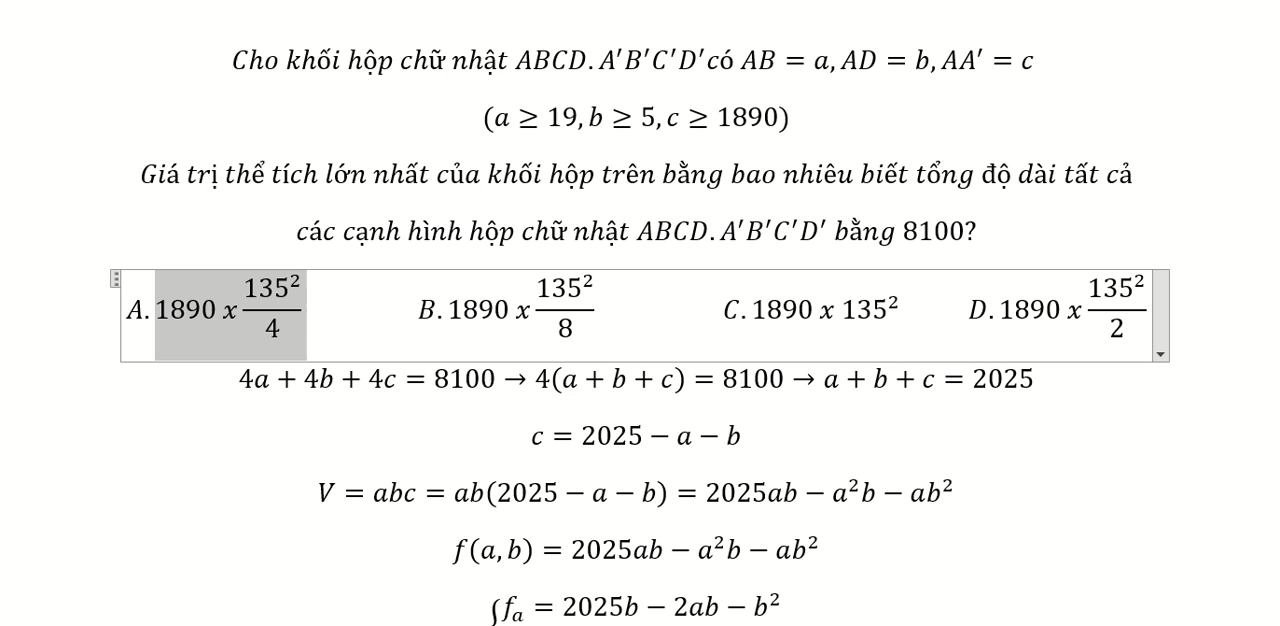 Cho khối hộp chữ nhật ABCD.A′B′C′D′có AB = a, AD = b, AA′ = c
(a ≥ 19, b ≥ 5, c ≥ 1890)
Giá trị thể tích lớn nhất của khối hộp trên bằng bao nhiêu biết tổng độ dài tất cả
các cạnh hình hộp chữ nhật ABCD.A′B′C′D′ bằng 8100?
A. 1890 x 135²/4 B. 1890 x 135²/8 C. 1890 x 135² D. 1890 x 135²/2
4a + 4b + 4c = 8100 → 4(a + b + c) = 8100 → a + b + c = 2025
c = 2025 − a − b
V = abc = ab(2025 − a − b) = 2025ab − a²b − ab²
f(a, b) = 2025ab − a²b − ab²
{fₐ = 2025b − 2ab − b²